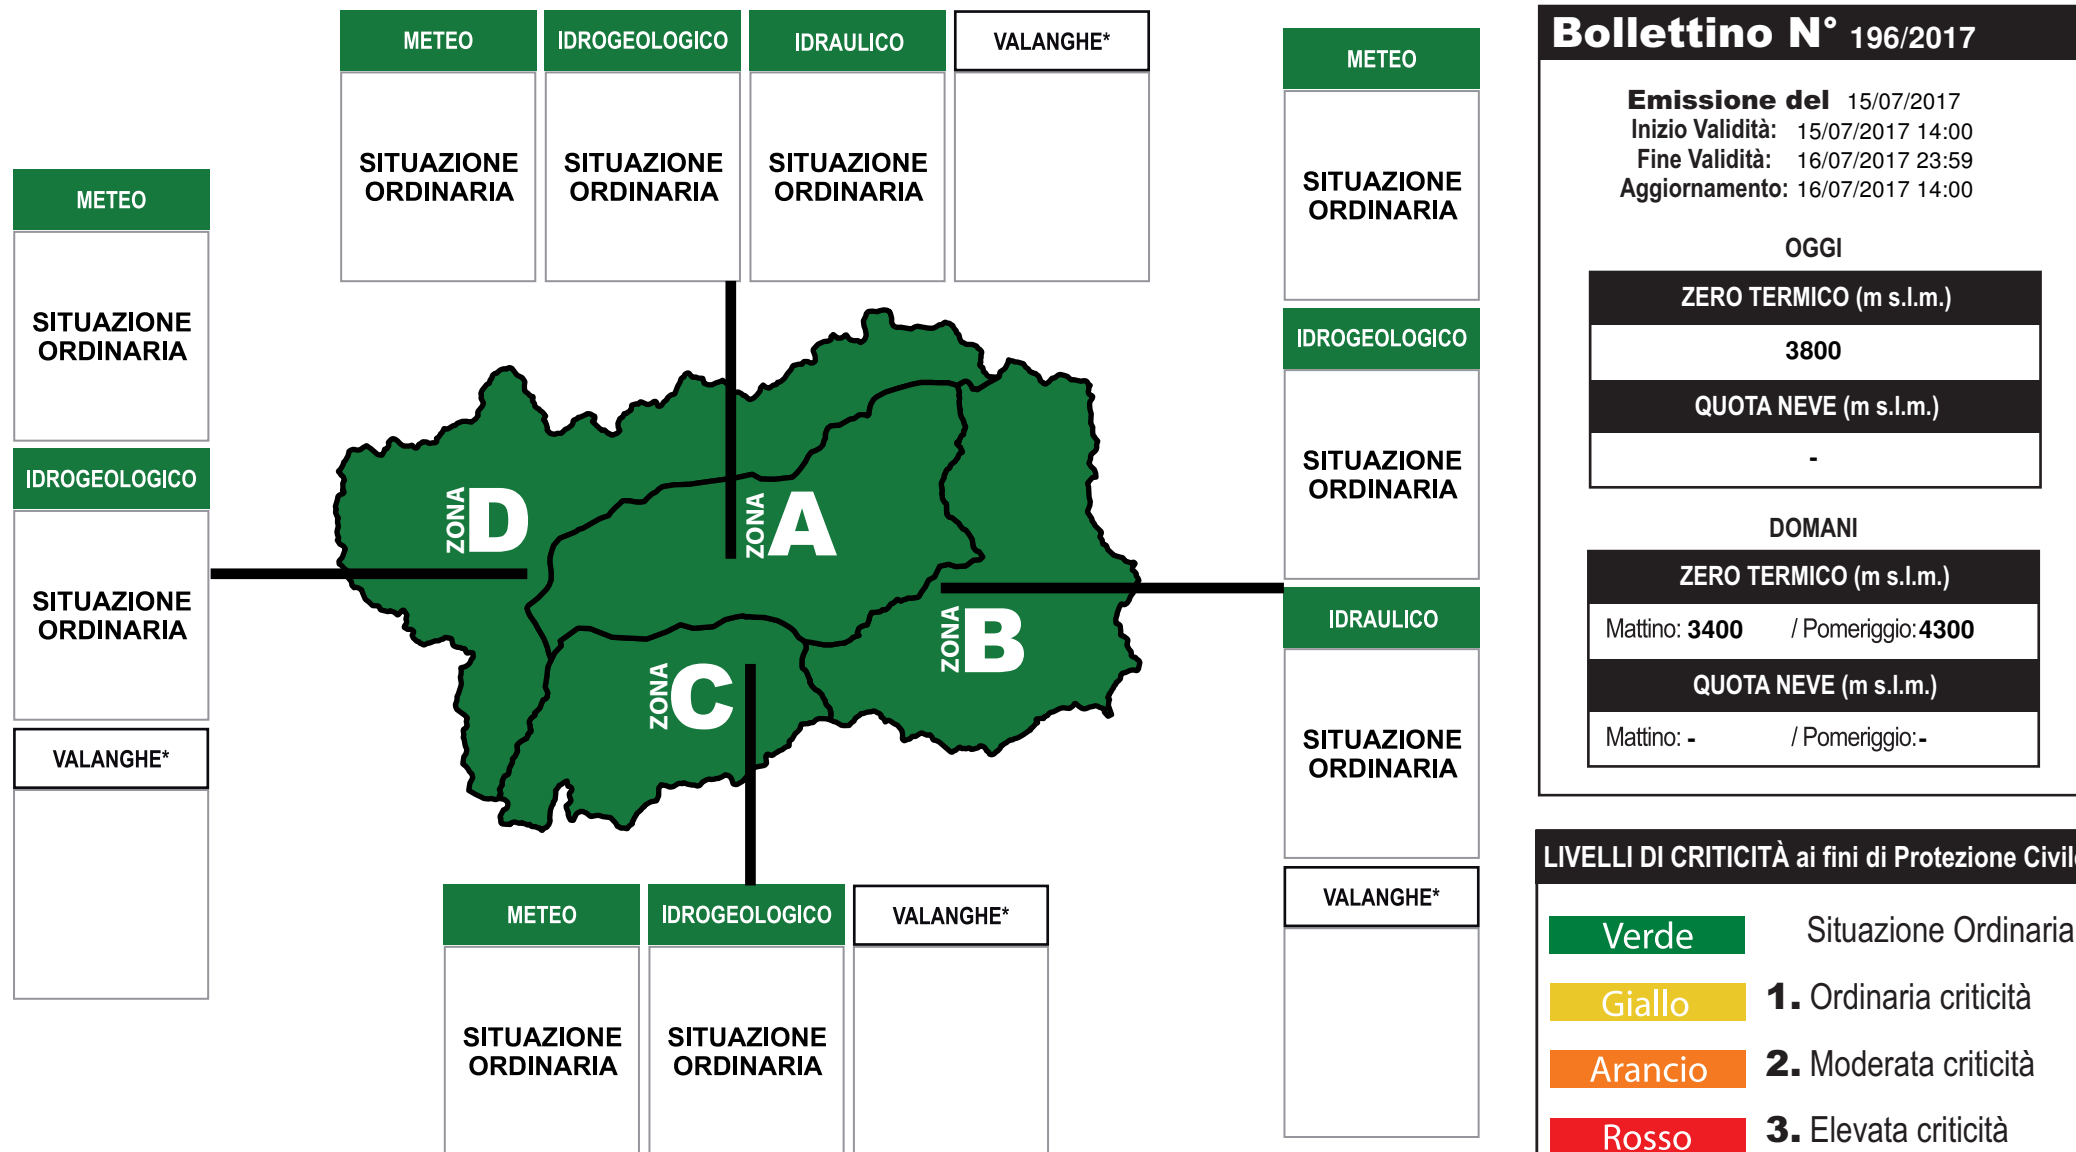 METEO
IDROGEOLOGICO
IDRAULICO
VALANGHE*
SITUAZIONE
ORDINARIA
SITUAZIONE
ORDINARIA
SITUAZIONE
ORDINARIA
METEO
SITUAZIONE
ORDINARIA
IDROGEOLOGICO
SITUAZIONE
ORDINARIA
VALANGHE*
ZONA D
ZONA A
ZONA B
ZONA C
METEO
SITUAZIONE
ORDINARIA
IDROGEOLOGICO
SITUAZIONE
ORDINARIA
IDRAULICO
SITUAZIONE
ORDINARIA
VALANGHE*
METEO
IDROGEOLOGICO
VALANGHE*
SITUAZIONE
ORDINARIA
SITUAZIONE
ORDINARIA
Bollettino N° 196/2017
Emissione del 15/07/2017
Inizio Validità: 15/07/2017 14:00
Fine Validità: 16/07/2017 23:59
Aggiornamento: 16/07/2017 14:00
OGGI
ZERO TERMICO (m s.l.m.)
3800
QUOTA NEVE (m s.l.m.)
-
DOMANI
ZERO TERMICO (m s.l.m.)
Mattino: 3400 / Pomeriggio: 4300
QUOTA NEVE (m s.l.m.)
Mattino: - / Pomeriggio: -
LIVELLI DI CRITICITÀ ai fini di Protezione Civile
Verde Situazione Ordinaria
Giallo 1. Ordinaria criticità
Arancio 2. Moderata criticità
Rosso 3. Elevata criticità